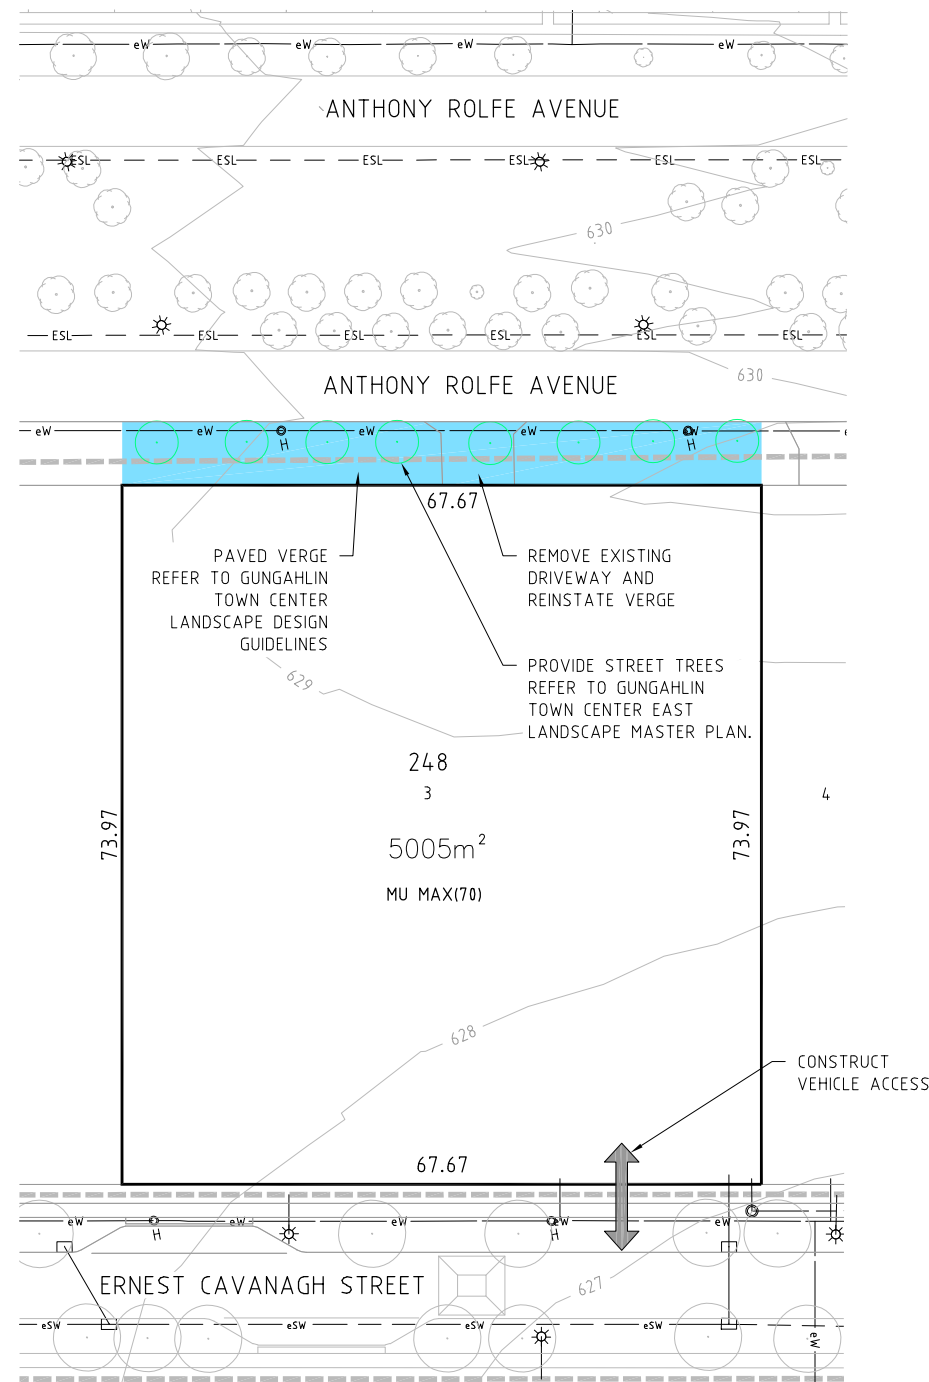 eW eW eW eW
ANTHONY ROLFE AVENUE
ESL ESL ESL ESL ESL ESL
630
ESL ESL ESL ESL ESL ESL
630
ANTHONY ROLFE AVENUE
eW eW eW eW eW
H H
67.67
PAVED VERGE
REFER TO GUNGAHLIN
TOWN CENTER
LANDSCAPE DESIGN
GUIDELINES
REMOVE EXISTING
DRIVEWAY AND
REINSTATE VERGE
PROVIDE STREET TREES
REFER TO GUNGAHLIN
TOWN CENTER EAST
LANDSCAPE MASTER PLAN.
629
248
3
4
73.97
73.97
5005m²
MU MAX(70)
628
CONSTRUCT
VEHICLE ACCESS
67.67
eW eW eW eW eW
H H
ERNEST CAVANAGH STREET
627
eSW eSW eSW eSW
eW